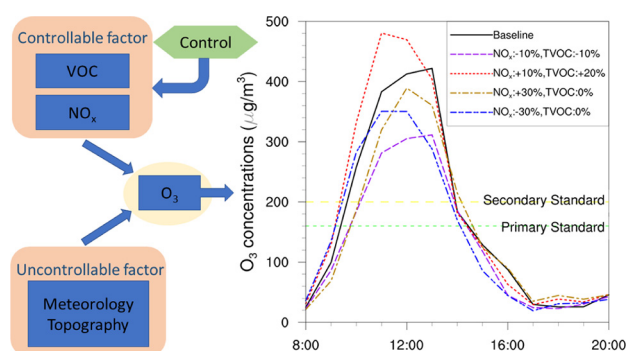 Controllable factor
VOC
NOx
Control
O3
Uncontrollable factor
Meteorology
Topography
O3 concentrations (μg/m3)
500
400
300
200
100
0
8:00
12:00
16:00
20:00
Baseline
NOx:-10%,TVOC:-10%
NOx:+10%,TVOC:+20%
NOx:+30%,TVOC:0%
NOx:-30%,TVOC:0%
Secondary Standard
Primary Standard